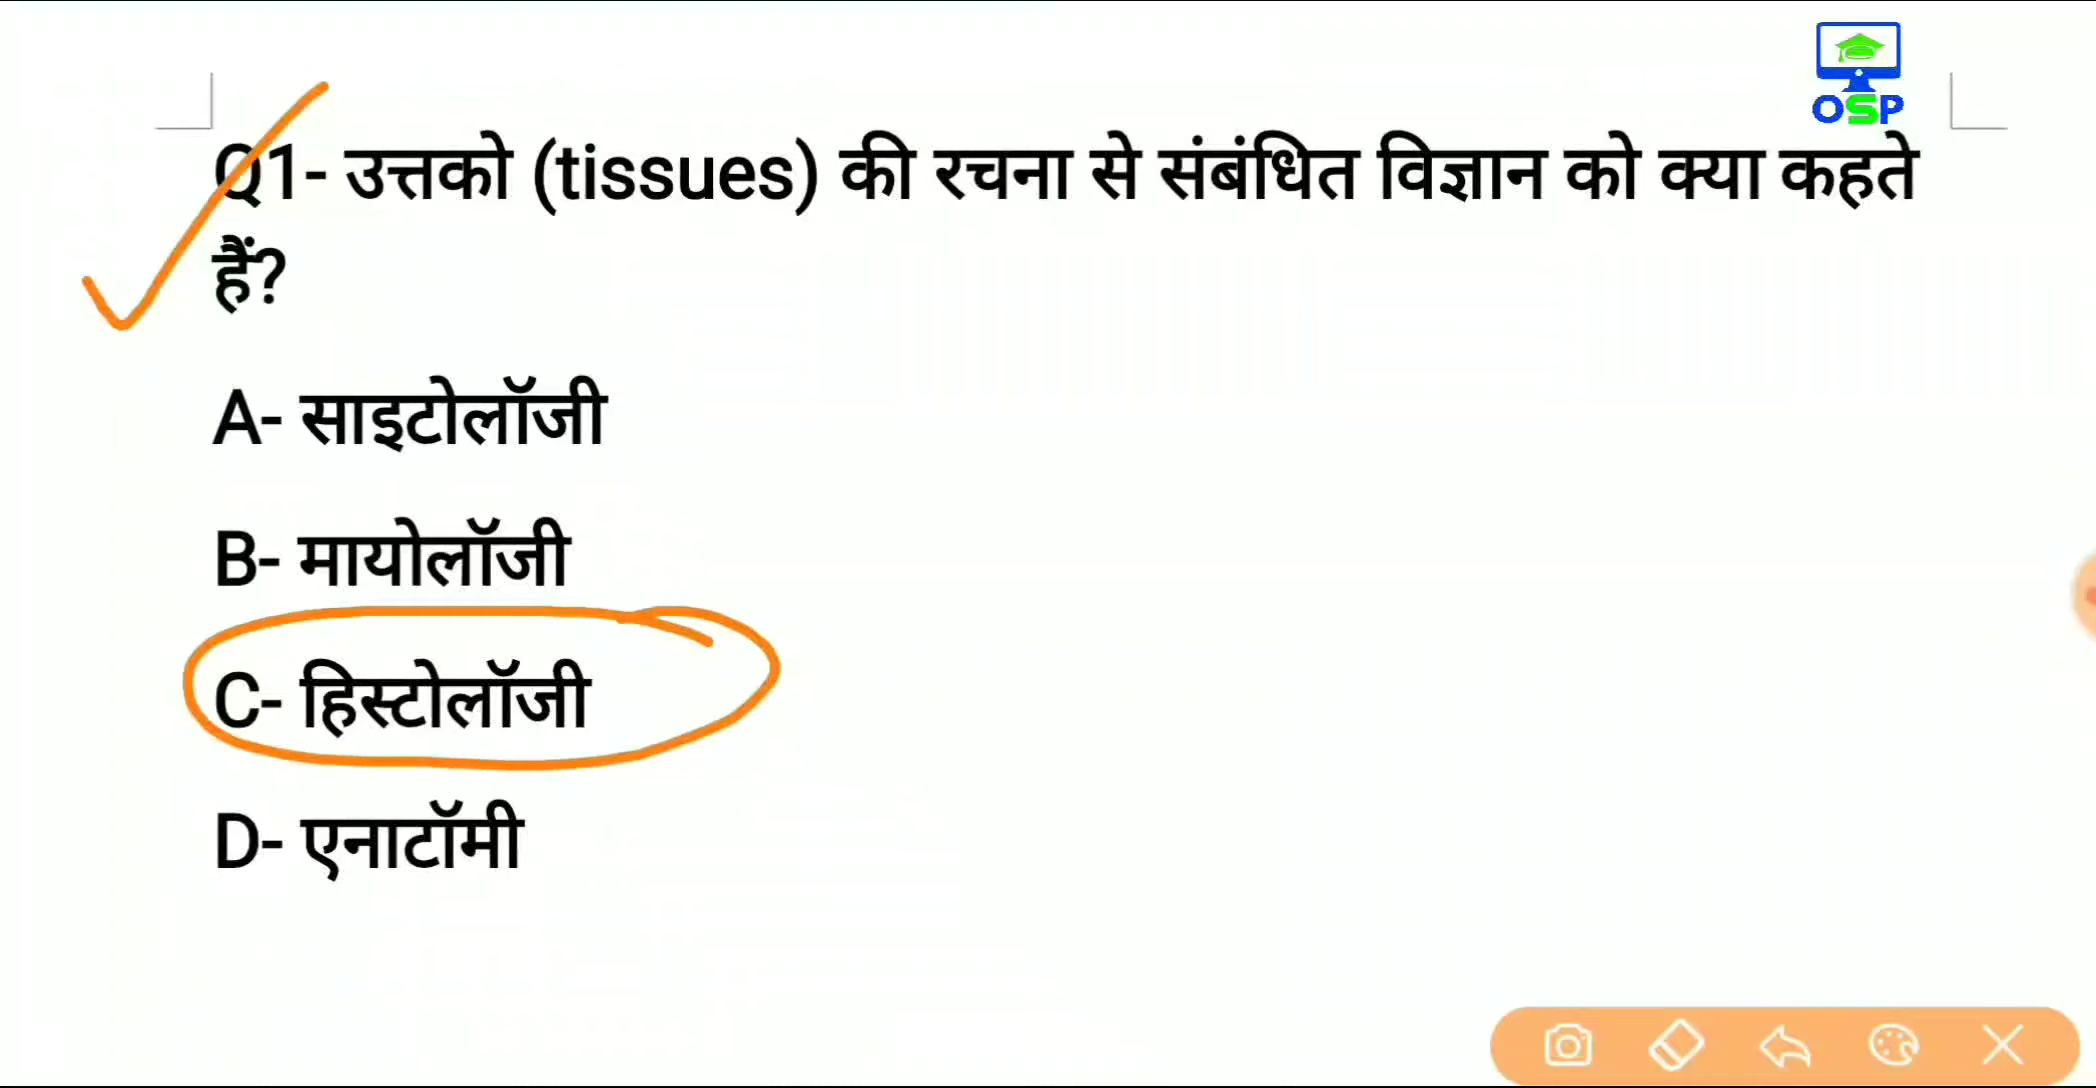 OSP
Q1- उत्तको (tissues) की रचना से संबंधित विज्ञान को क्या कहते
हैं?
A- साइटोलॉजी
B- मायोलॉजी
C- हिस्टोलॉजी
D- एनाटॉमी